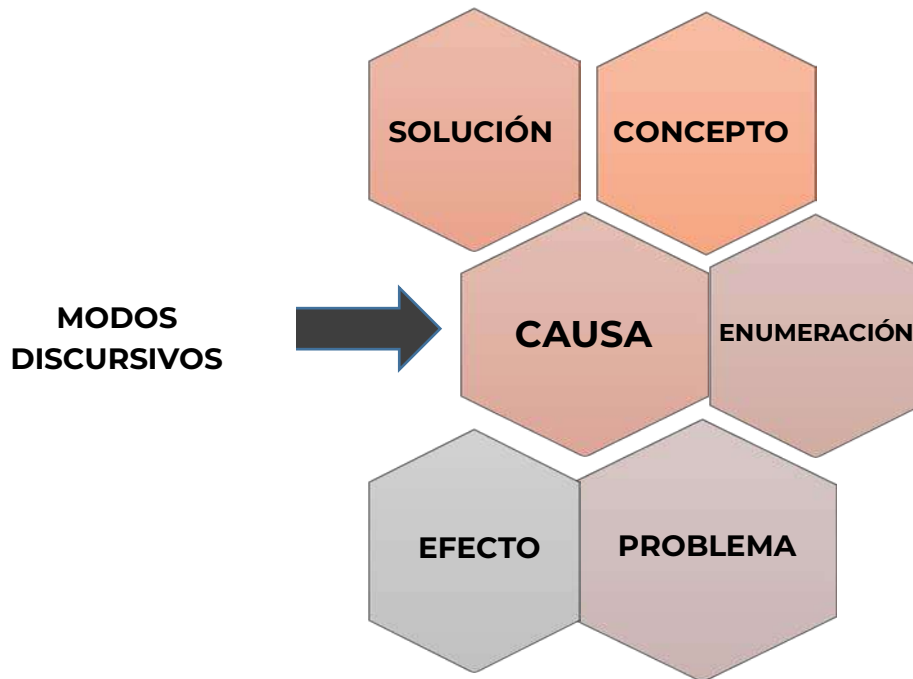 SOLUCIÓN
CONCEPTO
MODOS
DISCURSIVOS
CAUSA
ENUMERACIÓN
EFECTO
PROBLEMA